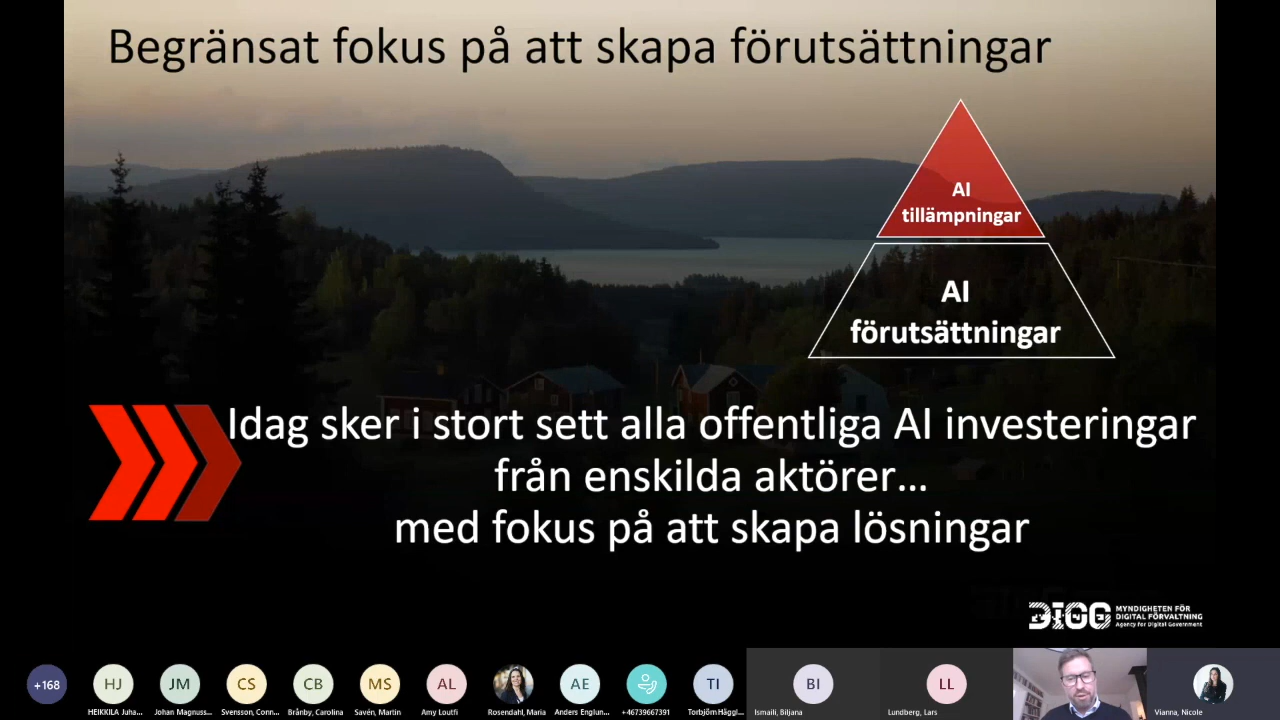 Begränsat fokus på att skapa förutsättningar
AI
tillämpningar
AI
förutsättningar
Idag sker i stort sett alla offentliga AI investeringar
från enskilda aktörer...
med fokus på att skapa lösningar
DIGG
MYNDIGHETEN FÖR
DIGITAL FÖRVALTNING
Agency for Digital Government
+168
HJ
JM
CS
CB
MS
AL
AE
TI
BI
LL
HEIKKILA Juha...
Johan Magnuss...
Svensson, Conn...
Brånby, Carolina
Savén, Martin
Amy Loutfi
Rosendahl, Maria
Anders Englun...
+46739667391
Torbjörn Häggl...
Ismaili, Biljana
Lundberg, Lars
Vianna, Nicole